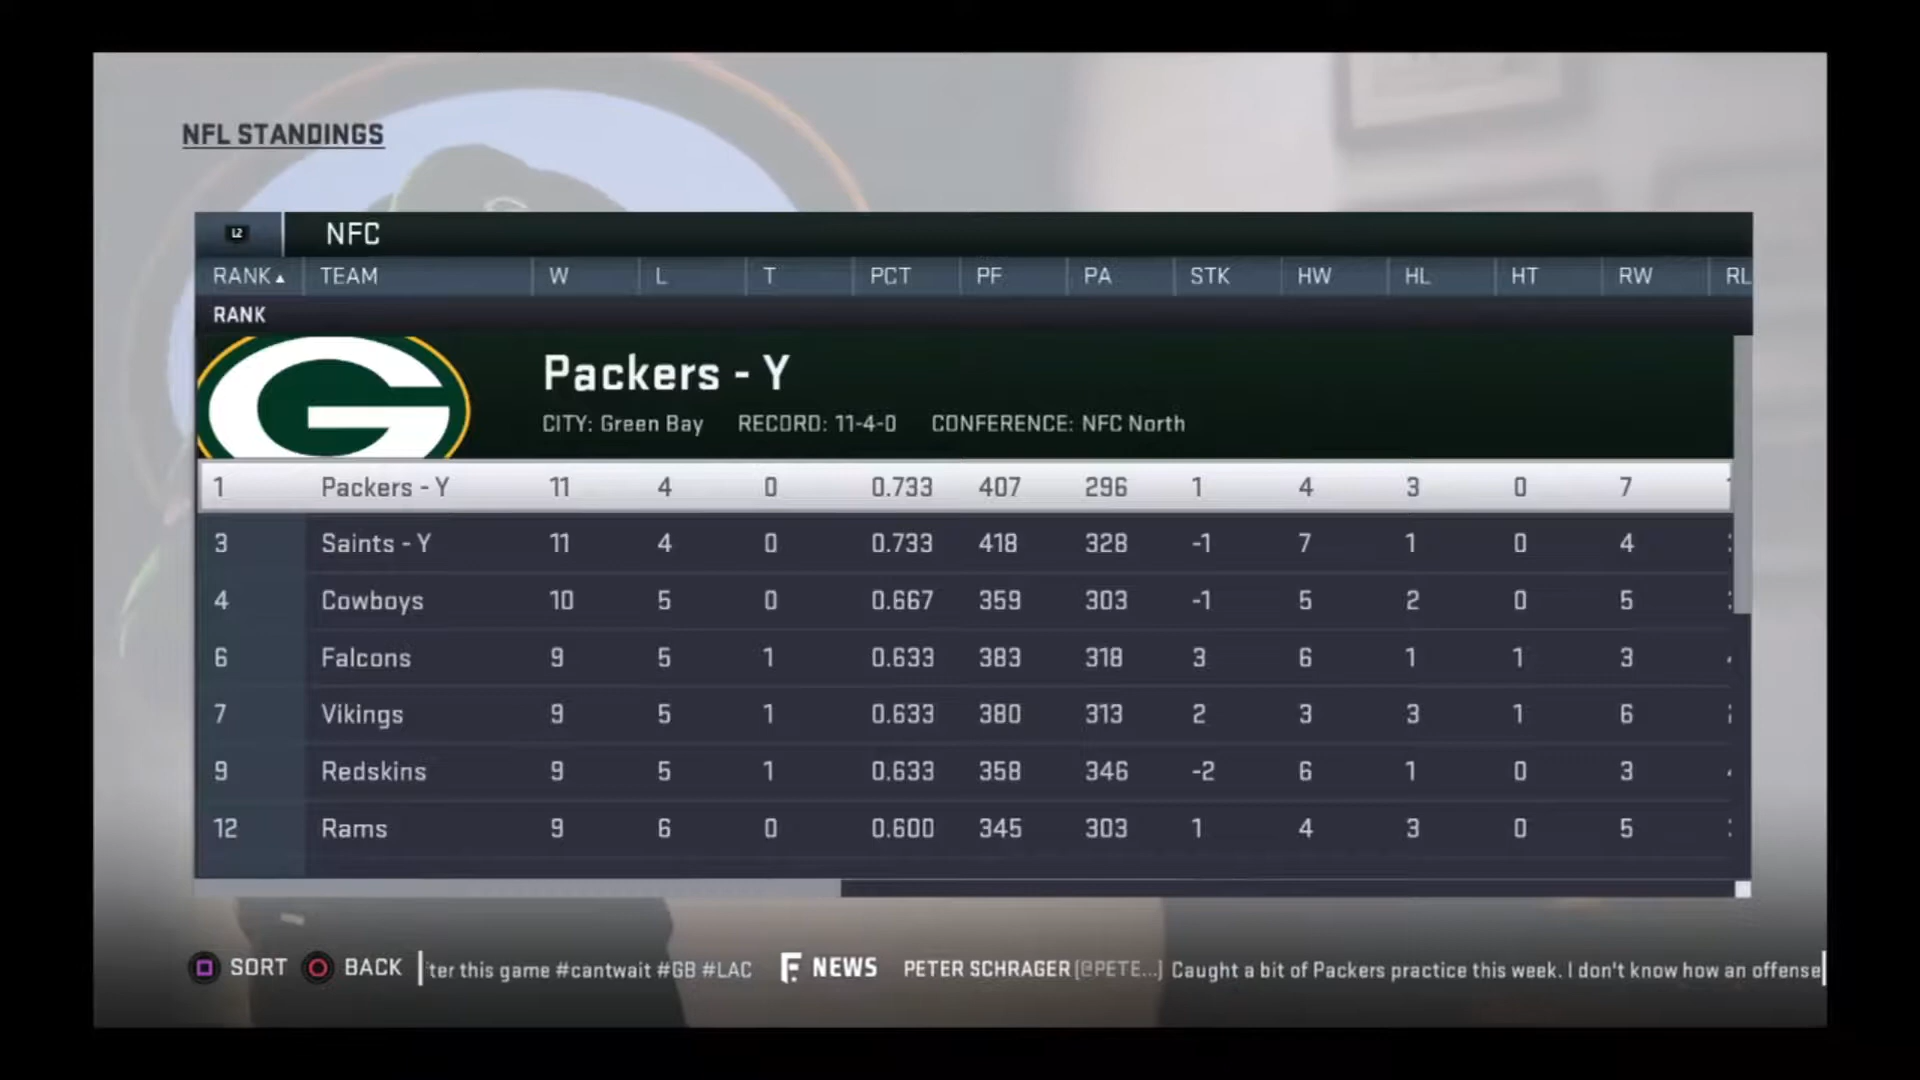 NFL STANDINGS
L2 NFC
RANK TEAM W L T PCT PF PA STK HW HL HT RW RL
RANK
G
Packers - Y
CITY: Green Bay RECORD: 11-4-0 CONFERENCE: NFC North
1 Packers - Y 11 4 0 0.733 407 296 1 4 3 0 7
3 Saints - Y 11 4 0 0.733 418 328 -1 7 1 0 4
4 Cowboys 10 5 0 0.667 359 303 -1 5 2 0 5
6 Falcons 9 5 1 0.633 383 318 3 6 1 1 3
7 Vikings 9 5 1 0.633 380 313 2 3 3 1 6
9 Redskins 9 5 1 0.633 358 346 -2 6 1 0 3
12 Rams 9 6 0 0.600 345 303 1 4 3 0 5
SORT BACK ter this game #cantwait #GB #LAC F NEWS PETER SCHRAGER (@PETE...) Caught a bit of Packers practice this week. I don't know how an offense